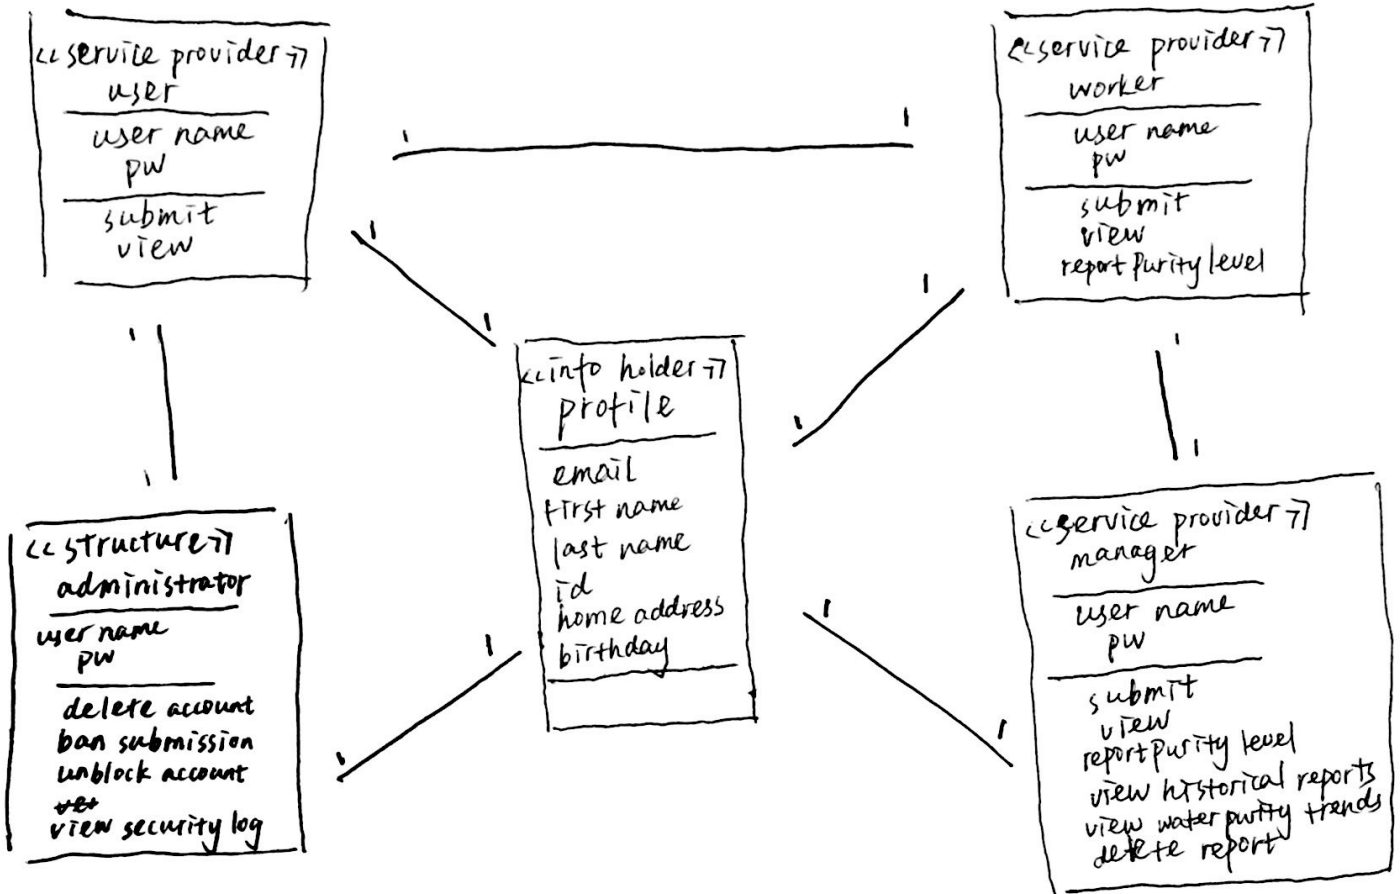 <<service provider>>
user
user name
pw
submit
view
1
1
<<service provider>>
worker
user name
pw
submit
view
report Purity level
1
1
1
1
1
1
1
1
<<info holder>>
profile
email
first name
last name
id
home address
birthday
<<structure>>
administrator
user name
pw
delete account
ban submission
unblock account
view security log
1
1
1
1
<<service provider>>
manager
user name
pw
submit
view
report purity level
view historical reports
view water purity trends
delete report